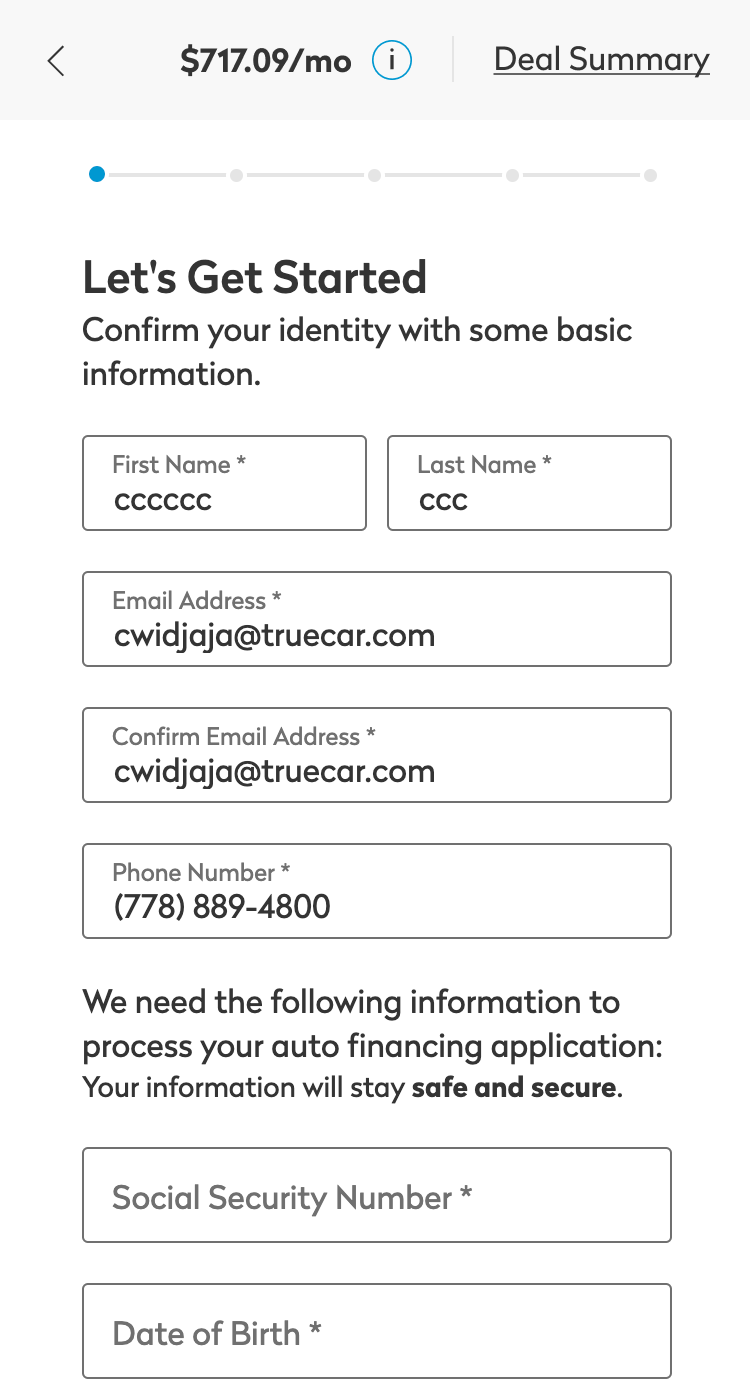 $717.09/mo i Deal Summary
Let's Get Started
Confirm your identity with some basic
information.
First Name * Last Name *
cccccc ccc
Email Address *
cwidjaja@truecar.com
Confirm Email Address *
cwidjaja@truecar.com
Phone Number *
(778) 889-4800
We need the following information to
process your auto financing application:
Your information will stay safe and secure.
Social Security Number *
Date of Birth *